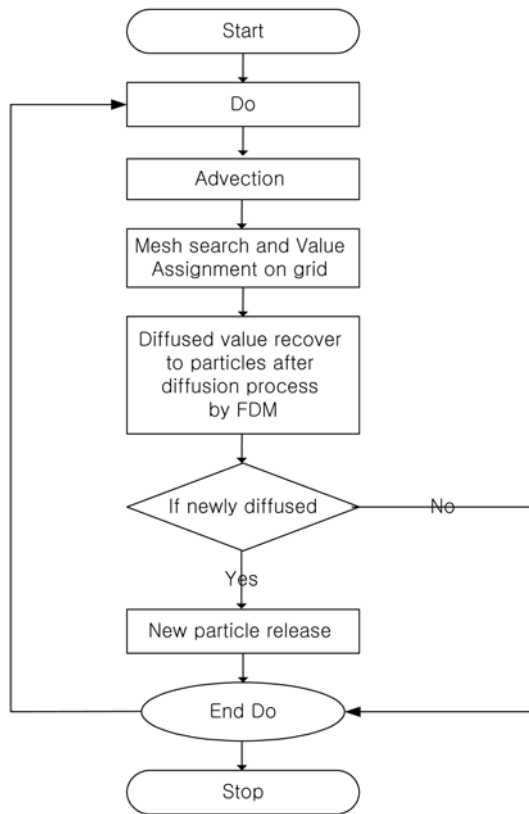 Start
Do
Advection
Mesh search and Value
Assignment on grid
Diffused value recover
to particles after
diffusion process
by FDM
If newly diffused
No
Yes
New particle release
End Do
Stop